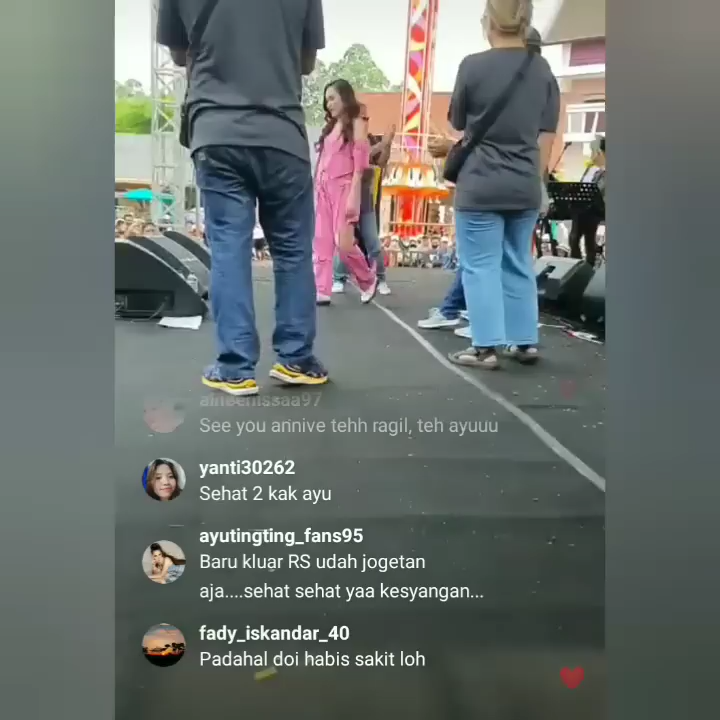 aineenissaa97
See you annive tehh ragil, teh ayuuu
yanti30262
Sehat 2 kak ayu
ayutingting_fans95
Baru kluar RS udah jogetan
aja....sehat sehat yaa kesyangan...
fady_iskandar_40
Padahal doi habis sakit loh